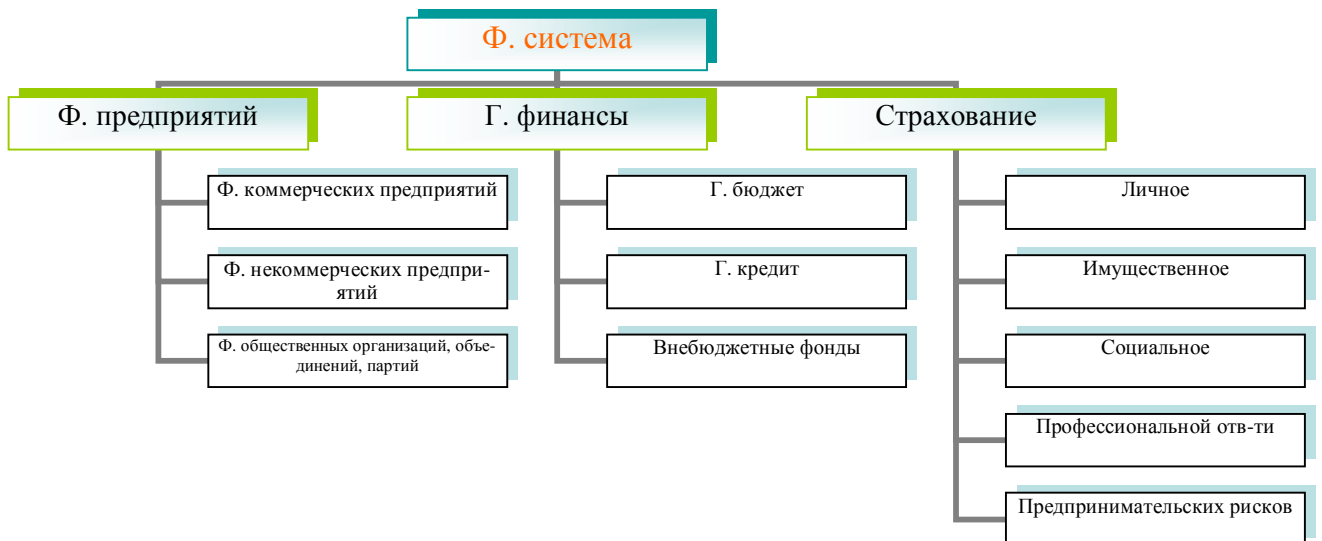 Ф. система
Ф. предприятий
Г. финансы
Страхование
Ф. коммерческих предприятий
Ф. некоммерческих предпри-
ятий
Ф. общественных организаций, объе-
динений, партий
Г. бюджет
Г. кредит
Внебюджетные фонды
Личное
Имущественное
Социальное
Профессиональной отв-ти
Предпринимательских рисков